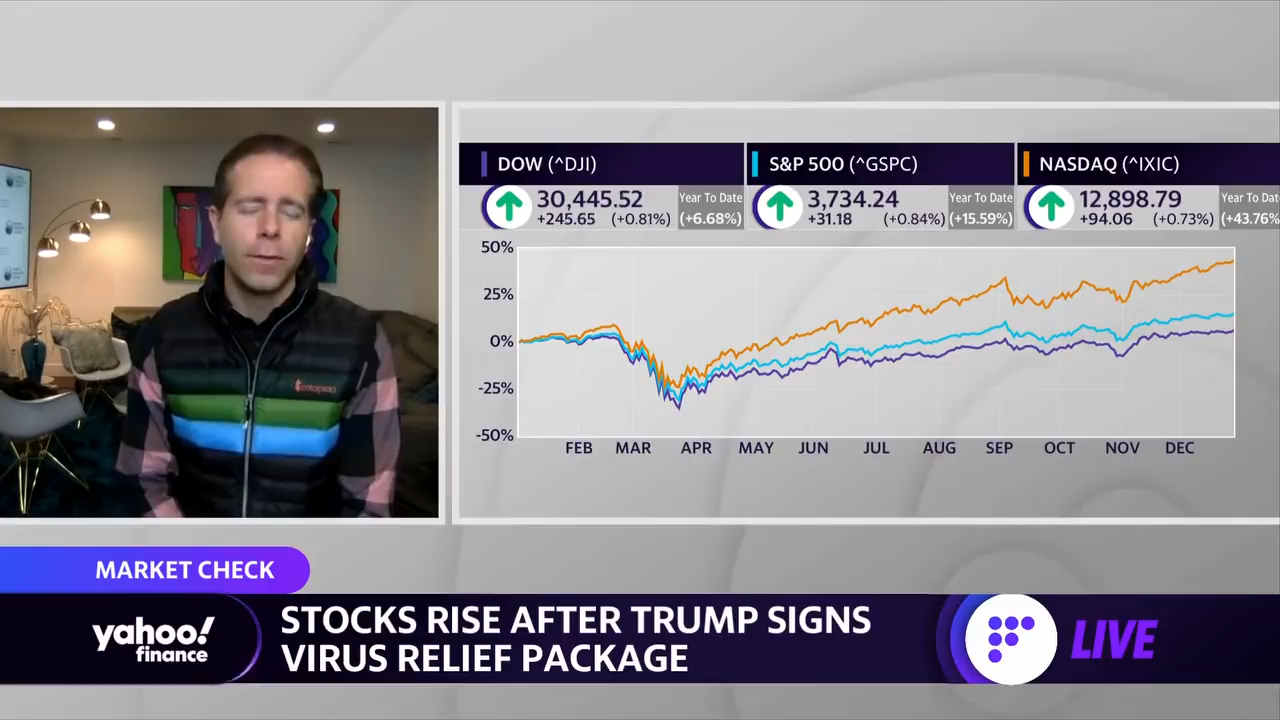 DOW (^DJI)
30,445.52
+245.65 (+0.81%)
Year To Date
(+6.68%)
S&P 500 (^GSPC)
3,734.24
+31.18 (+0.84%)
Year To Date
(+15.59%)
NASDAQ (^IXIC)
12,898.79
+94.06 (+0.73%)
Year To Dat
(+43.76%
50%
25%
0%
-25%
-50%
FEB MAR APR MAY JUN JUL AUG SEP OCT NOV DEC
cotopaxi
MARKET CHECK
yahoo!
finance
STOCKS RISE AFTER TRUMP SIGNS
VIRUS RELIEF PACKAGE
LIVE